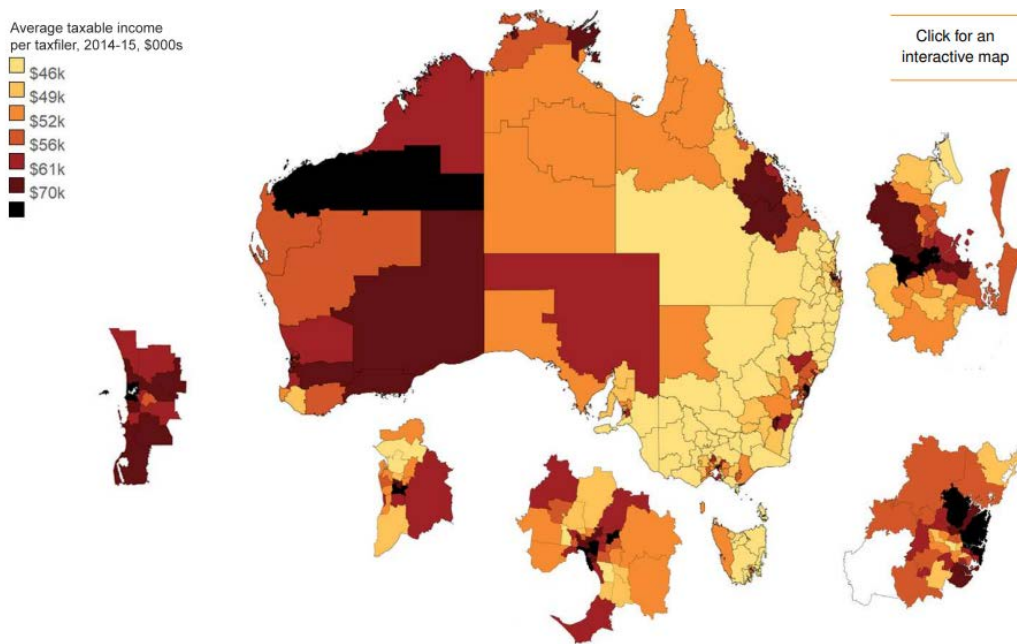 Average taxable income
per taxfiler, 2014-15, $000s
$46k
$49k
$52k
$56k
$61k
$70k
Click for an
interactive map